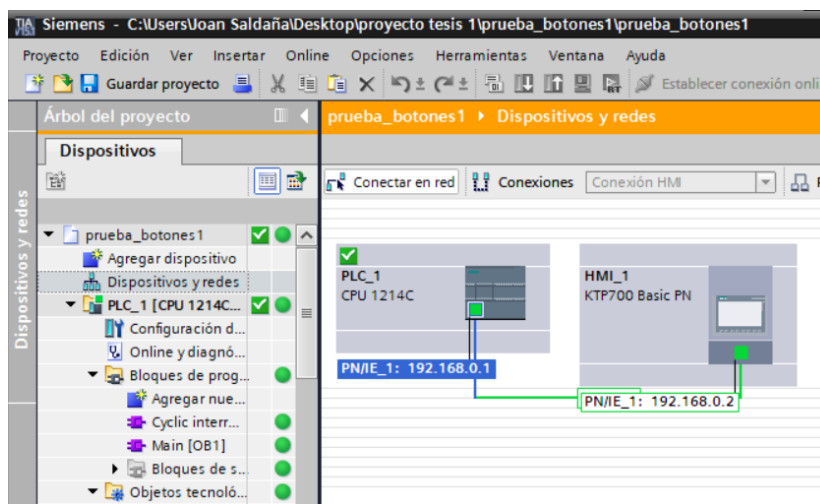 Siemens - C:\Users\Joan Saldaña\Desktop\proyecto tesis 1\prueba_botones1\prueba_botones1
Proyecto Edición Ver Insertar Online Opciones Herramientas Ventana Ayuda
Guardar proyecto Establecer conexión onli
Árbol del proyecto
prueba_botones1 Dispositivos y redes
Dispositivos
Conectar en red Conexiones Conexión HMI
Dispositivos y redes
prueba_botones1
Agregar dispositivo
Dispositivos y redes
PLC_1 [CPU 1214C...
Configuración d...
Online y diagnó...
Bloques de prog...
Agregar nue...
Cyclic interr...
Main [OB1]
Bloques de s...
Objetos tecnoló...
PLC_1
CPU 1214C
HMI_1
KTP700 Basic PN
PN/IE_1: 192.168.0.1
PN/IE_1: 192.168.0.2